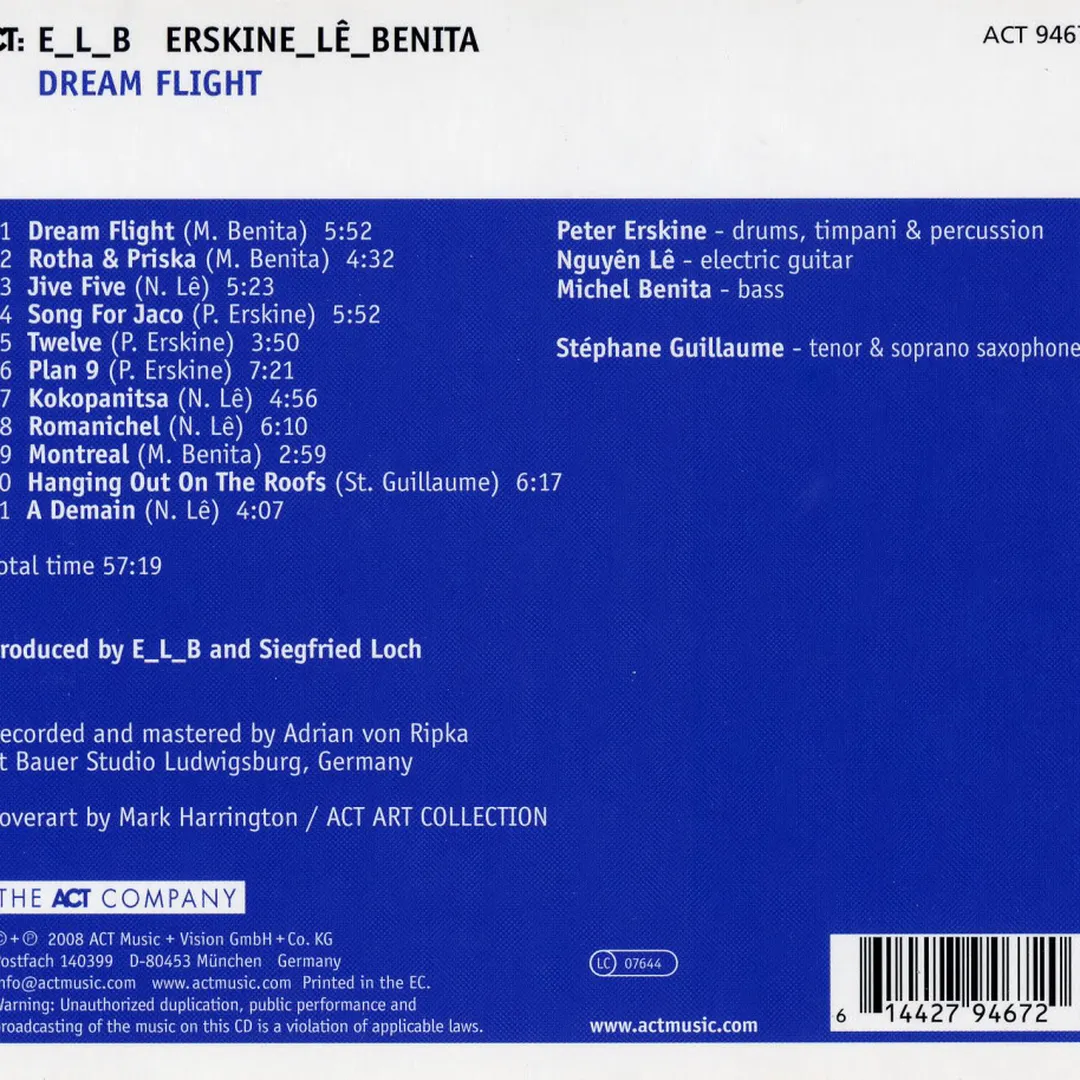 CT: E_L_B ERSKINE_LÊ_BENITA
DREAM FLIGHT
ACT 9467
1 Dream Flight (M. Benita) 5:52
2 Rotha & Priska (M. Benita) 4:32
3 Jive Five (N. Lê) 5:23
4 Song For Jaco (P. Erskine) 5:52
5 Twelve (P. Erskine) 3:50
6 Plan 9 (P. Erskine) 7:21
7 Kokopanitsa (N. Lê) 4:56
8 Romanichel (N. Lê) 6:10
9 Montreal (M. Benita) 2:59
0 Hanging Out On The Roofs (St. Guillaume) 6:17
1 A Demain (N. Lê) 4:07
otal time 57:19
Peter Erskine - drums, timpani & percussion
Nguyên Lê - electric guitar
Michel Benita - bass
Stéphane Guillaume - tenor & soprano saxophone
roduced by E_L_B and Siegfried Loch
ecorded and mastered by Adrian von Ripka
t Bauer Studio Ludwigsburg, Germany
overart by Mark Harrington / ACT ART COLLECTION
THE ACT COMPANY
©+℗ 2008 ACT Music + Vision GmbH + Co. KG
ostfach 140399 D-80453 München Germany
nfo@actmusic.com www.actmusic.com Printed in the EC.
Warning: Unauthorized duplication, public performance and
roadcasting of the music on this CD is a violation of applicable laws.
LC 07644
www.actmusic.com
6 14427 94672